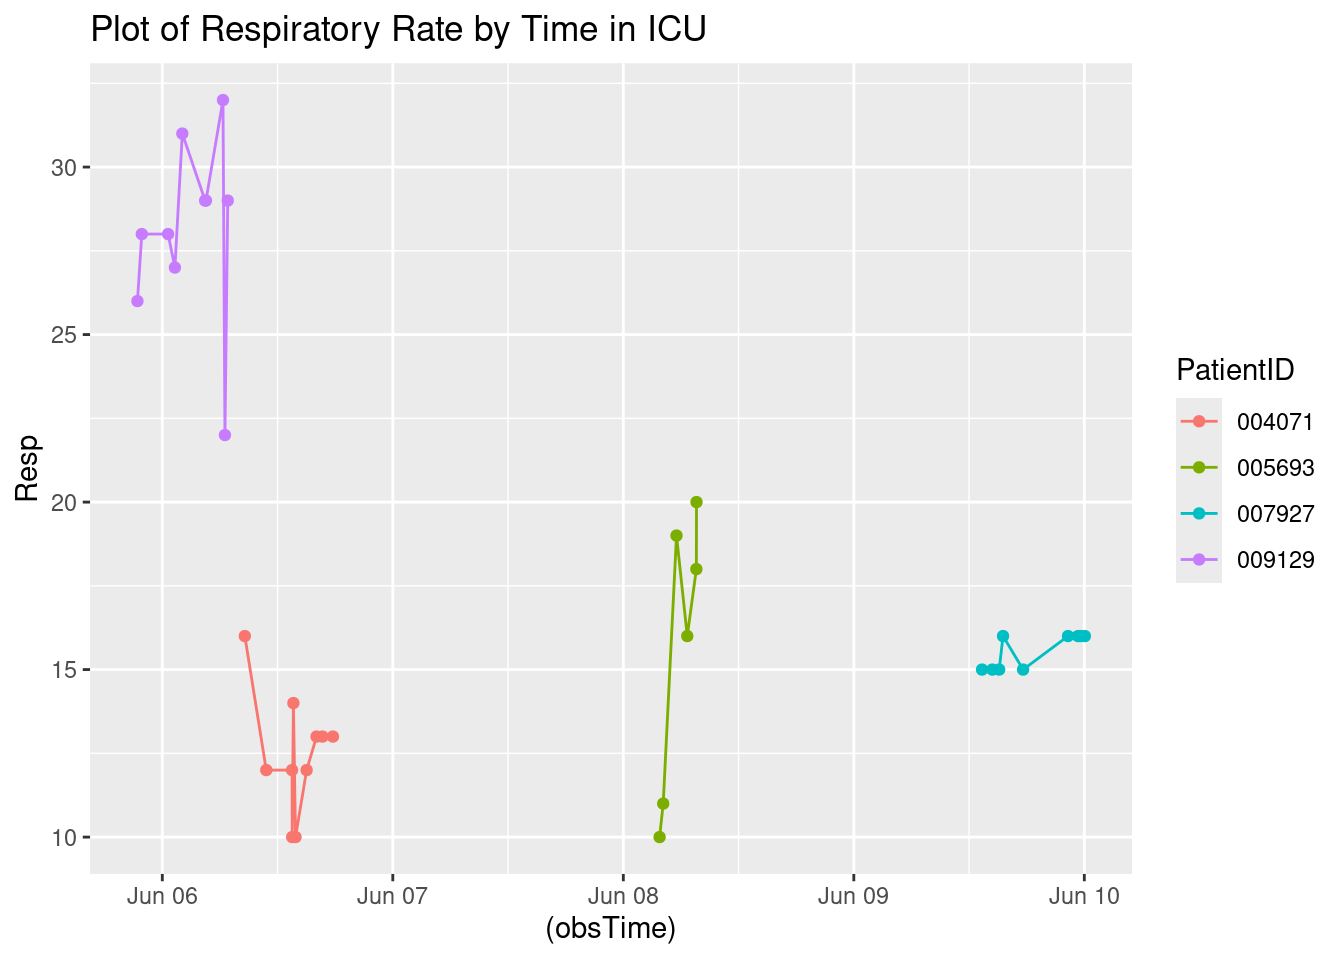 Plot of Respiratory Rate by Time in ICU
30
25
20
15
10
Resp
Jun 06 Jun 07 Jun 08 Jun 09 Jun 10
(obsTime)
PatientID
004071
005693
007927
009129